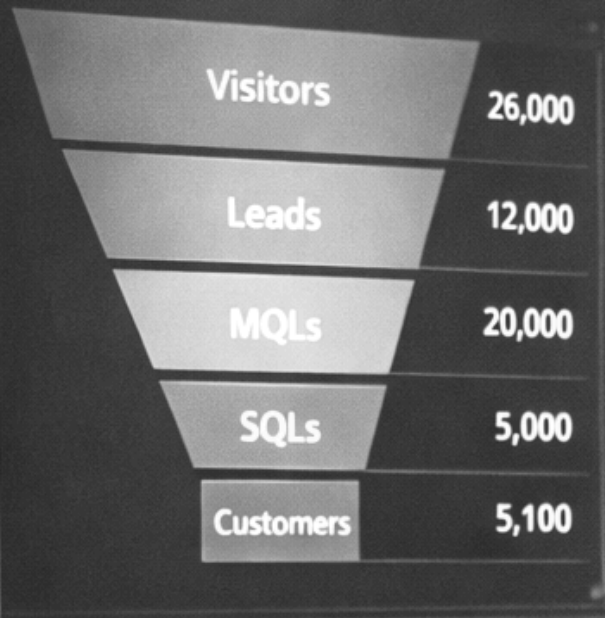 Visitors 26,000
Leads 12,000
MQLs 20,000
SQLs 5,000
Customers 5,100